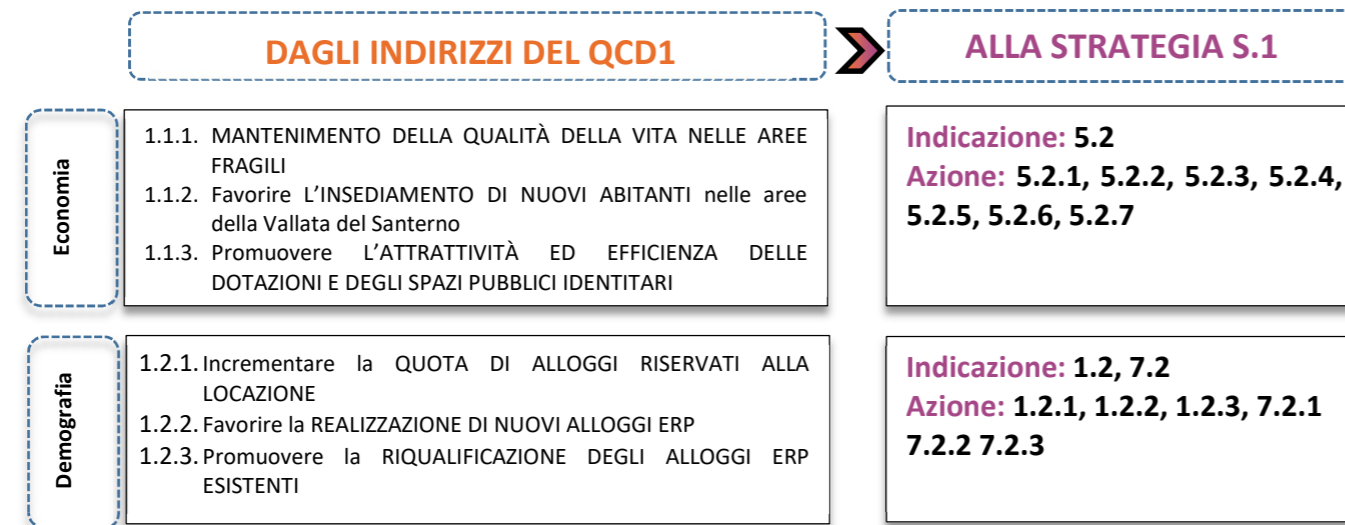 DAGLI INDIRIZZI DEL QCD1
ALLA STRATEGIA S.1
Economia
1.1.1. MANTENIMENTO DELLA QUALITÀ DELLA VITA NELLE AREE
FRAGILI
1.1.2. Favorire L'INSEDIAMENTO DI NUOVI ABITANTI nelle aree
della Vallata del Santerno
1.1.3. Promuovere L'ATTRATTIVITÀ ED EFFICIENZA DELLE
DOTAZIONI E DEGLI SPAZI PUBBLICI IDENTITARI
Indicazione: 5.2
Azione: 5.2.1, 5.2.2, 5.2.3, 5.2.4,
5.2.5, 5.2.6, 5.2.7
Demografia
1.2.1. Incrementare la QUOTA DI ALLOGGI RISERVATI ALLA
LOCAZIONE
1.2.2. Favorire la REALIZZAZIONE DI NUOVI ALLOGGI ERP
1.2.3. Promuovere la RIQUALIFICAZIONE DEGLI ALLOGGI ERP
ESISTENTI
Indicazione: 1.2, 7.2
Azione: 1.2.1, 1.2.2, 1.2.3, 7.2.1
7.2.2 7.2.3